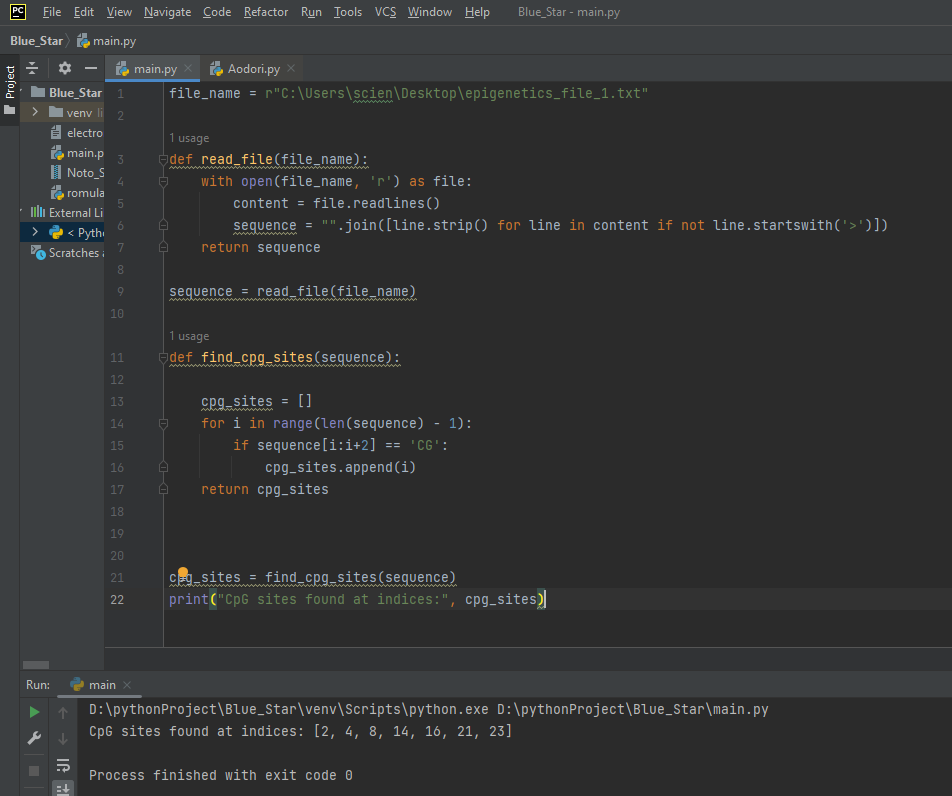 PC File Edit View Navigate Code Refactor Run Tools VCS Window Help Blue_Star - main.py
Blue_Star main.py
Project
main.py Aodori.py
Blue_Star
venv li
electro
main.p
Noto_S
romula
External Li
< Pytho
Scratches a
1 file_name = r"C:\Users\scien\Desktop\epigenetics_file_1.txt"
2
1 usage
3 def read_file(file_name):
4 with open(file_name, 'r') as file:
5 content = file.readlines()
6 sequence = "".join([line.strip() for line in content if not line.startswith('>')])
7 return sequence
8
9 sequence = read_file(file_name)
10
1 usage
11 def find_cpg_sites(sequence):
12
13 cpg_sites = []
14 for i in range(len(sequence) - 1):
15 if sequence[i:i+2] == 'CG':
16 cpg_sites.append(i)
17 return cpg_sites
18
19
20
21 cpg_sites = find_cpg_sites(sequence)
22 print("CpG sites found at indices:", cpg_sites)
Run: main
D:\pythonProject\Blue_Star\venv\Scripts\python.exe D:\pythonProject\Blue_Star\main.py
CpG sites found at indices: [2, 4, 8, 14, 16, 21, 23]
Process finished with exit code 0